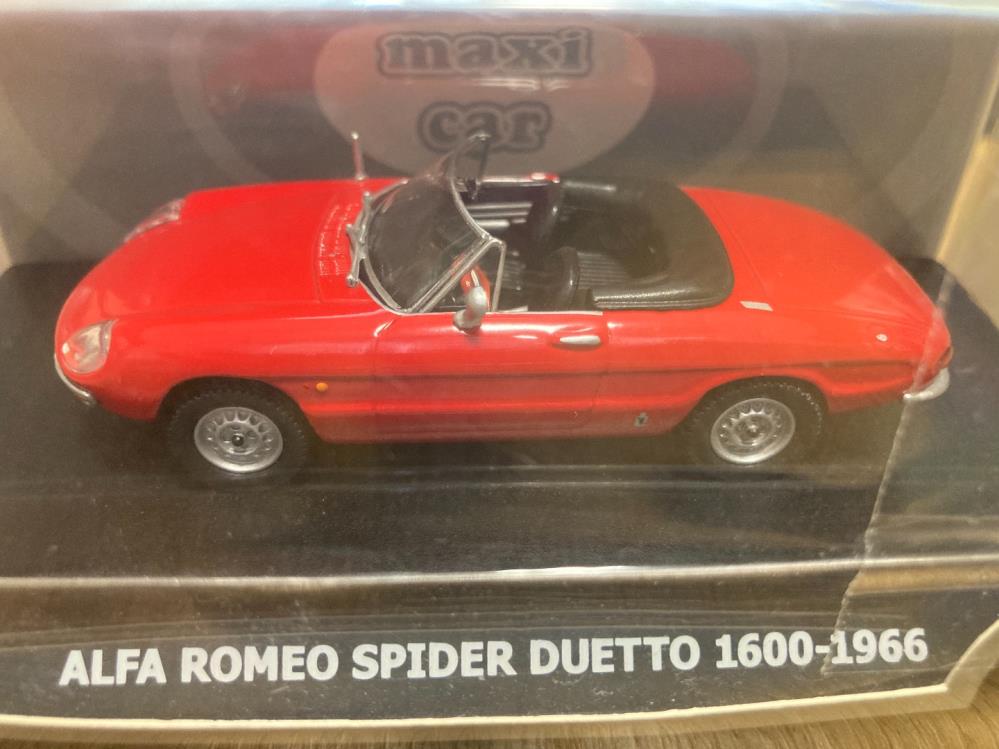 maxi
car
ALFA ROMEO SPIDER DUETTO 1600-1966